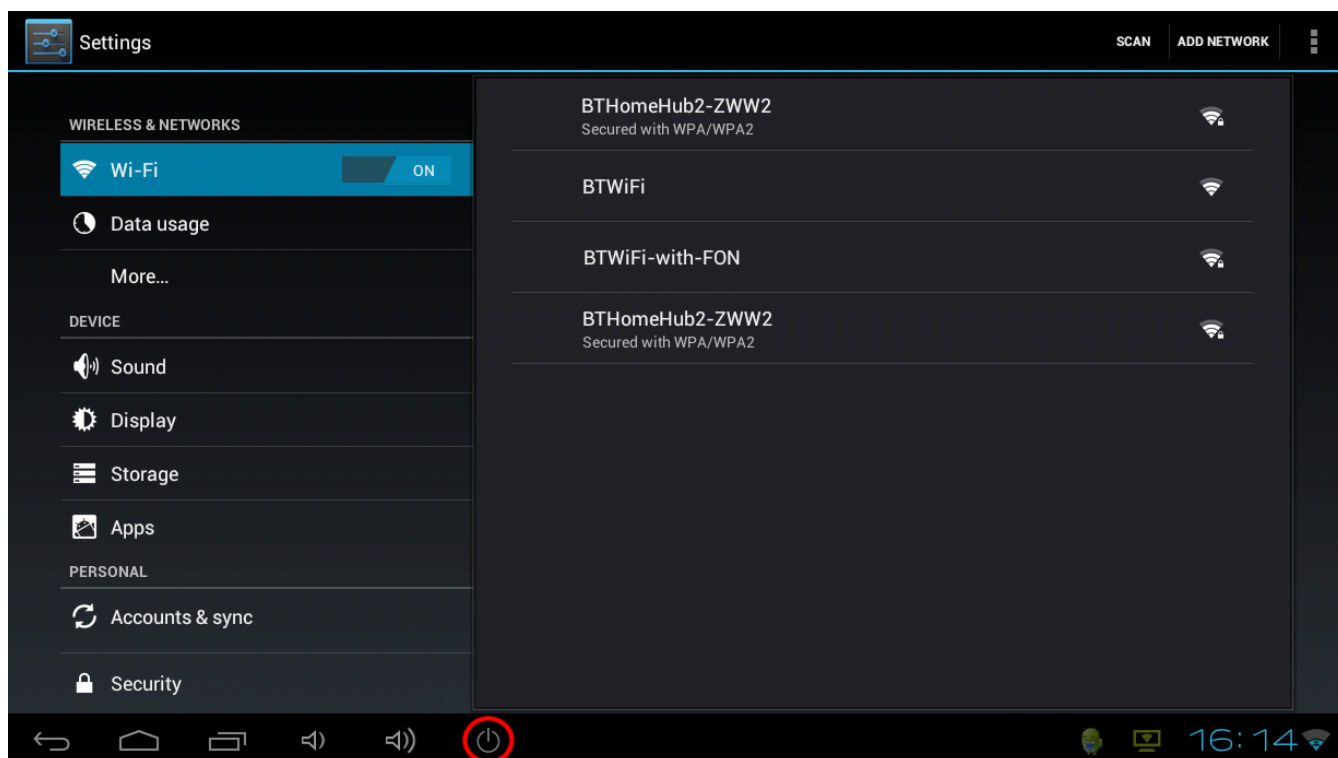 Settings
SCAN
ADD NETWORK
WIRELESS & NETWORKS
Wi-Fi
ON
Data usage
More...
DEVICE
Sound
Display
Storage
Apps
PERSONAL
Accounts & sync
Security
BTHomeHub2-ZWW2
Secured with WPA/WPA2
BTWiFi
BTWiFi-with-FON
BTHomeHub2-ZWW2
Secured with WPA/WPA2
16:14